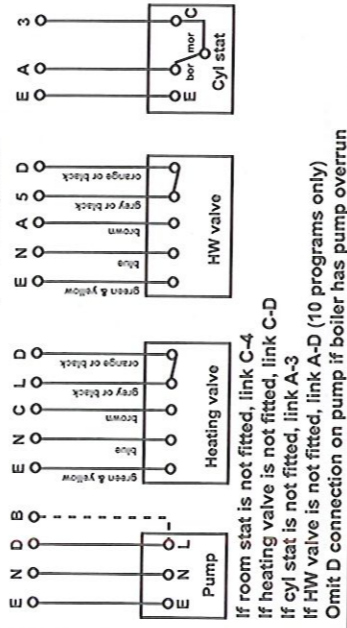 E N D B
E N L
Pump
E N C L D
green & yellow
blue
brown
grey or black
orange or black
Heating valve
E N A 5 D
green & yellow
blue
brown
grey or black
orange or black
HW valve
E A 3
E bor mor C
Cyl stat
If room stat is not fitted, link C-4
If heating valve is not fitted, link C-D
If cyl stat is not fitted, link A-3
If HW valve is not fitted, link A-D (10 programs only)
Omit D connection on pump if boiler has pump overrun